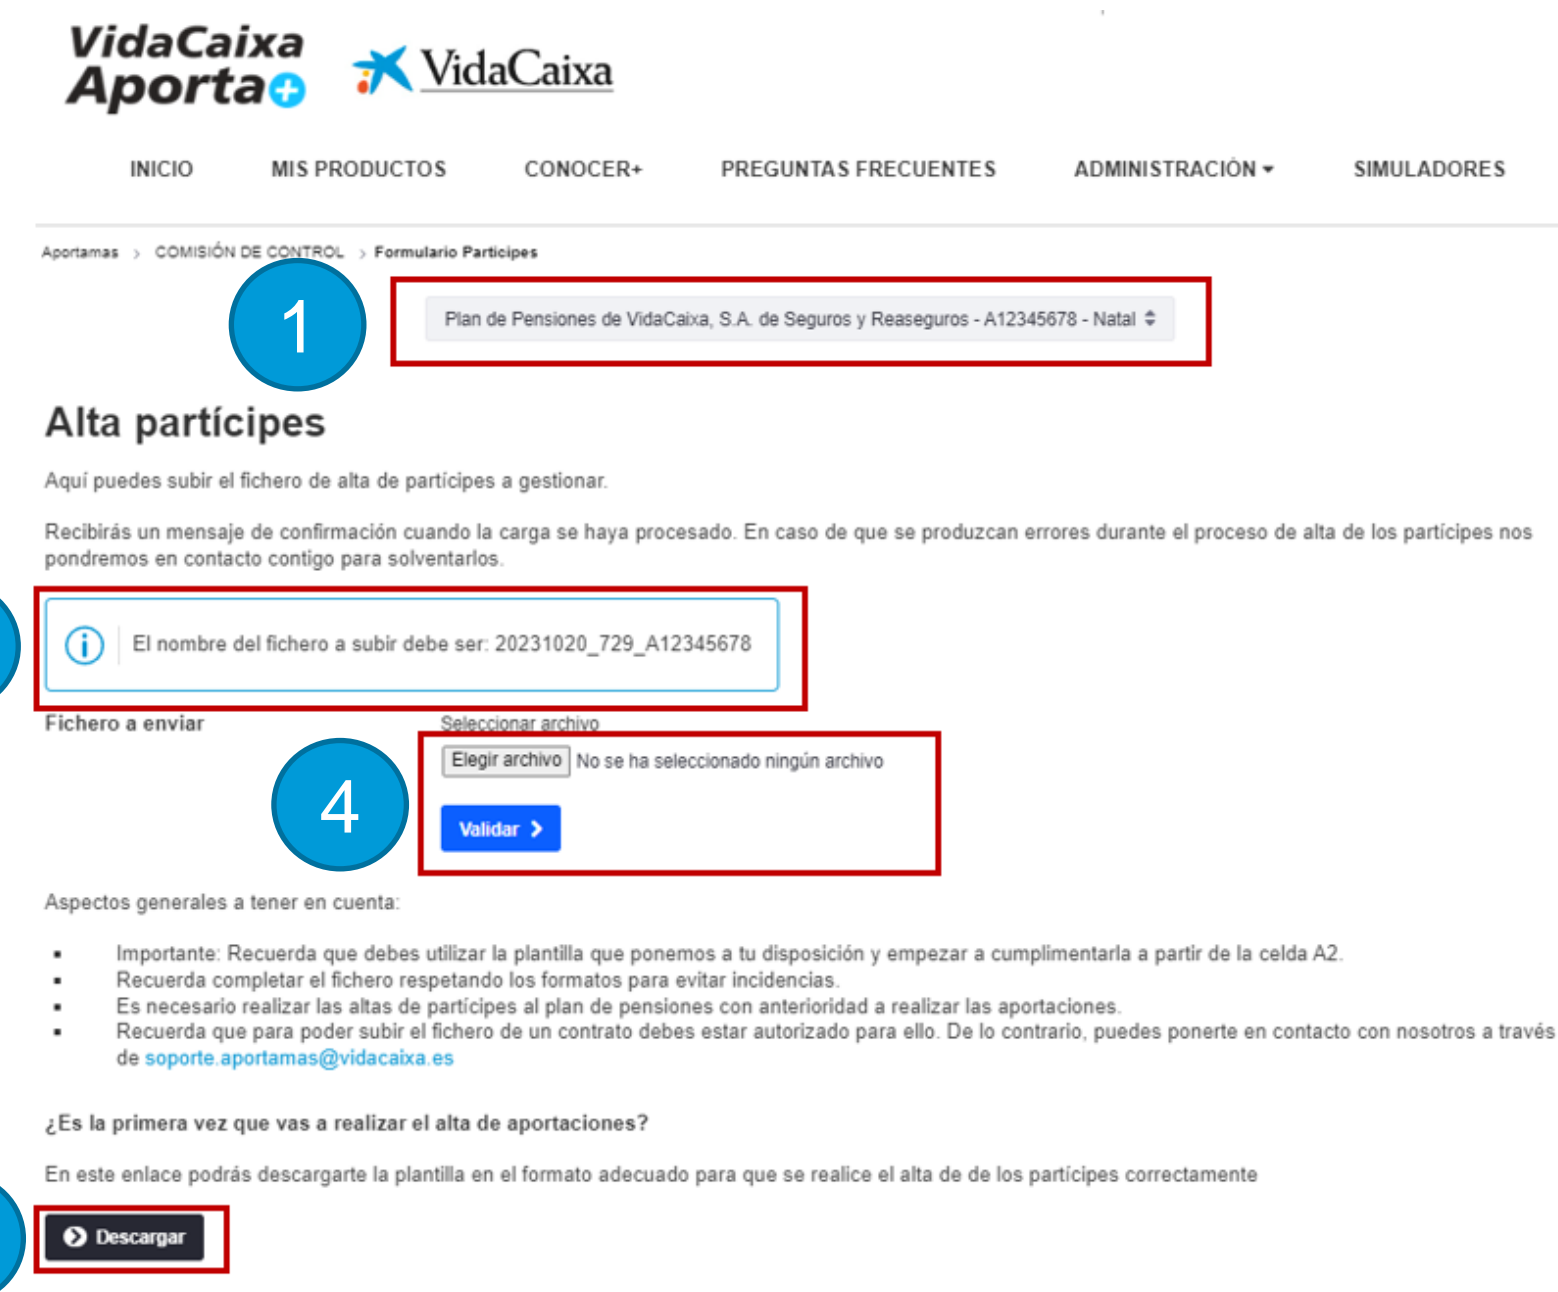 VidaCaixa
Aporta+
VidaCaixa
INICIO MIS PRODUCTOS CONOCER+ PREGUNTAS FRECUENTES ADMINISTRACIÓN SIMULADORES
Aportamas > COMISIÓN DE CONTROL > Formulario Participes
1
Plan de Pensiones de VidaCaixa, S.A. de Seguros y Reaseguros - A12345678 - Natal
Alta partícipes
Aquí puedes subir el fichero de alta de partícipes a gestionar.
Recibirás un mensaje de confirmación cuando la carga se haya procesado. En caso de que se produzcan errores durante el proceso de alta de los partícipes nos
pondremos en contacto contigo para solventarlos.
El nombre del fichero a subir debe ser: 20231020_729_A12345678
Fichero a enviar
Seleccionar archivo
Elegir archivo No se ha seleccionado ningún archivo
4
Validar
Aspectos generales a tener en cuenta:
Importante: Recuerda que debes utilizar la plantilla que ponemos a tu disposición y empezar a cumplimentarla a partir de la celda A2.
Recuerda completar el fichero respetando los formatos para evitar incidencias.
Es necesario realizar las altas de partícipes al plan de pensiones con anterioridad a realizar las aportaciones.
Recuerda que para poder subir el fichero de un contrato debes estar autorizado para ello. De lo contrario, puedes ponerte en contacto con nosotros a través
de soporte.aportamas@vidacaixa.es
¿Es la primera vez que vas a realizar el alta de aportaciones?
En este enlace podrás descargarte la plantilla en el formato adecuado para que se realice el alta de de los partícipes correctamente
Descargar